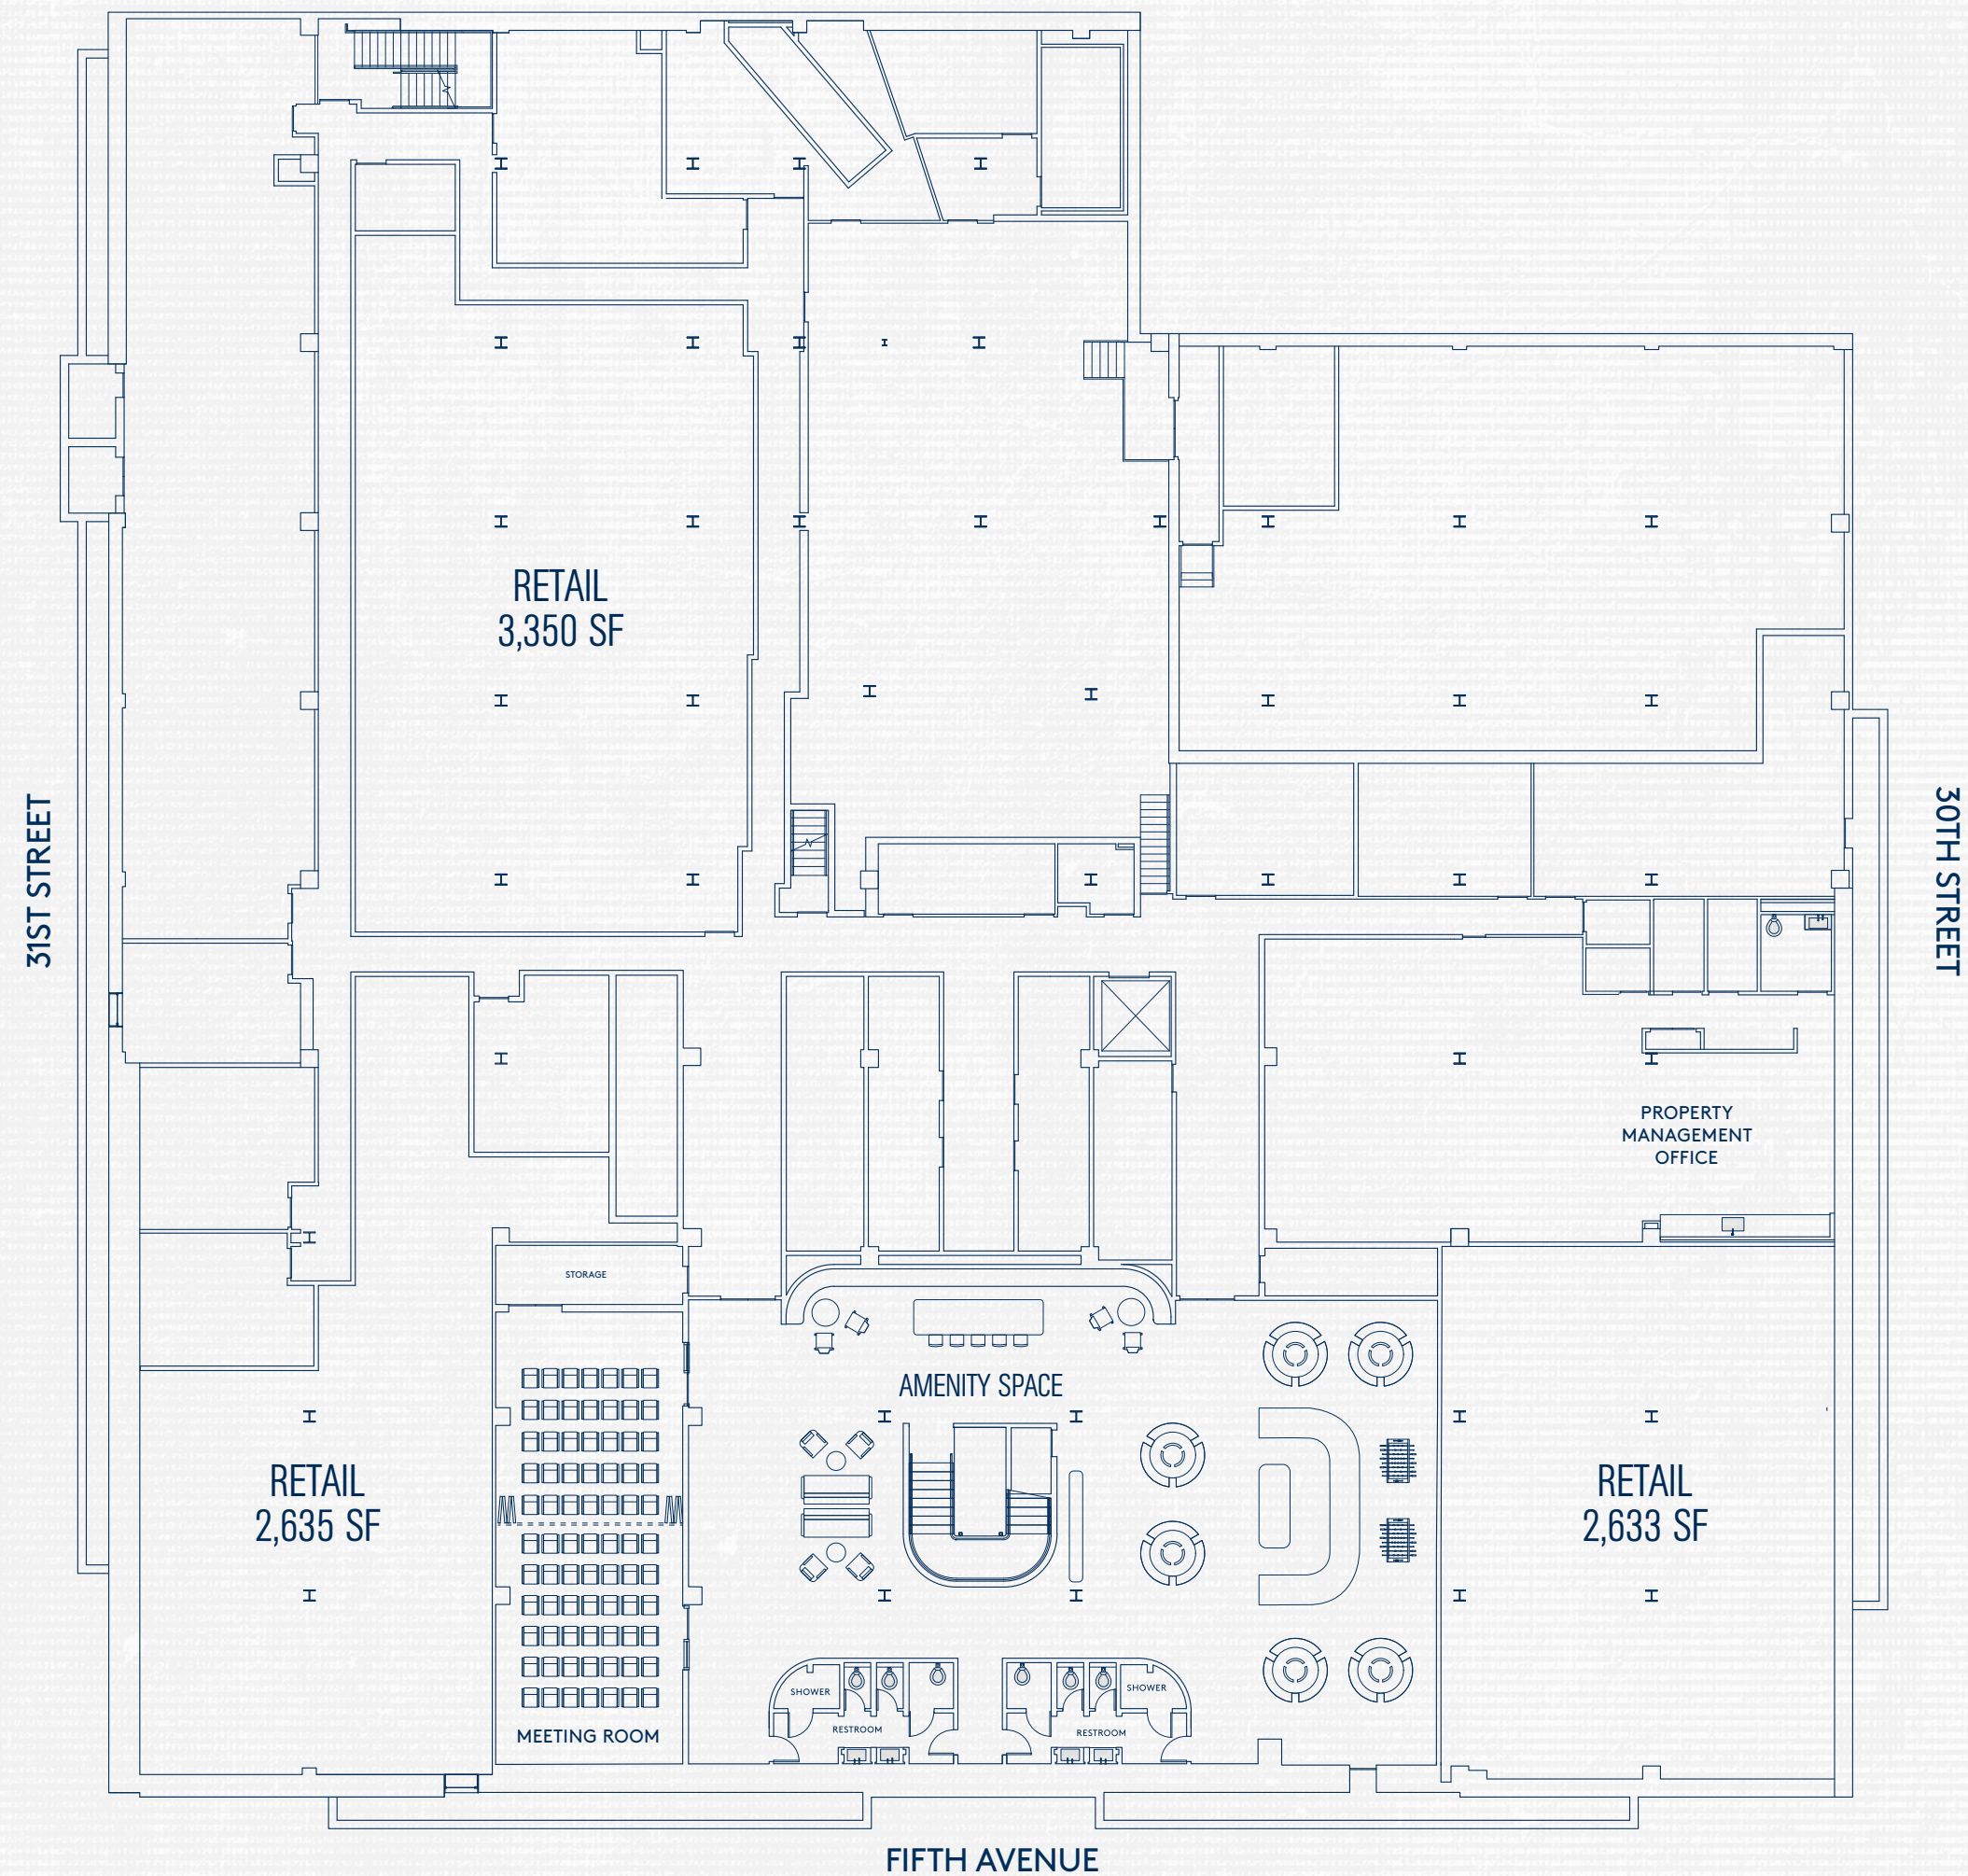 RETAIL
3,350 SF
31ST STREET
30TH STREET
PROPERTY
MANAGEMENT
OFFICE
STORAGE
AMENITY SPACE
RETAIL
2,635 SF
RETAIL
2,633 SF
SHOWER
SHOWER
RESTROOM
RESTROOM
MEETING ROOM
FIFTH AVENUE